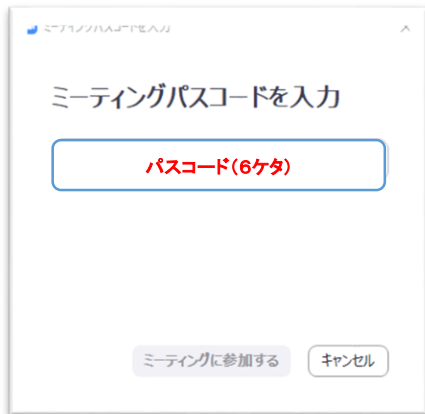 ミーティングパスコードを入力
ミーティングパスコードを入力
パスコード（６ケタ）
ミーティングに参加する
キャンセル